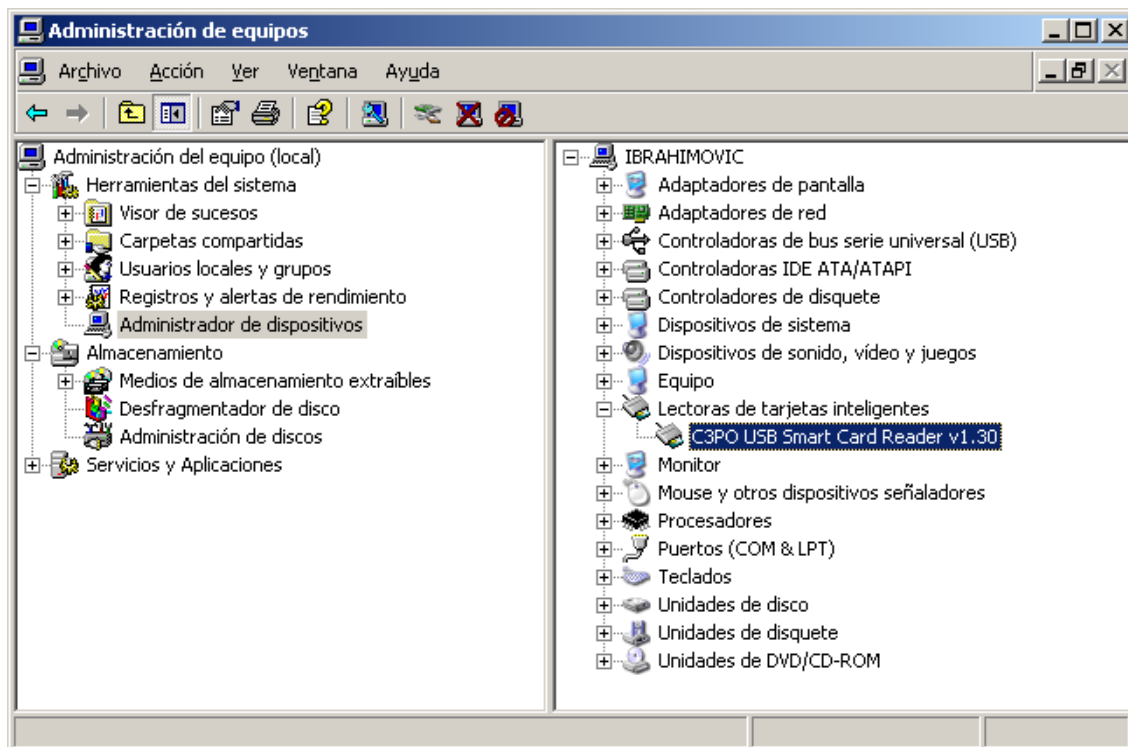 Administración de equipos
Archivo Acción Ver Ventana Ayuda
Administración del equipo (local)
Herramientas del sistema
Visor de sucesos
Carpetas compartidas
Usuarios locales y grupos
Registros y alertas de rendimiento
Administrador de dispositivos
Almacenamiento
Medios de almacenamiento extraíbles
Desfragmentador de disco
Administración de discos
Servicios y Aplicaciones
IBRAHIMOVIC
Adaptadores de pantalla
Adaptadores de red
Controladoras de bus serie universal (USB)
Controladoras IDE ATA/ATAPI
Controladores de disquete
Dispositivos de sistema
Dispositivos de sonido, vídeo y juegos
Equipo
Lectoras de tarjetas inteligentes
C3PO USB Smart Card Reader v1.30
Monitor
Mouse y otros dispositivos señaladores
Procesadores
Puertos (COM & LPT)
Teclados
Unidades de disco
Unidades de disquete
Unidades de DVD/CD-ROM